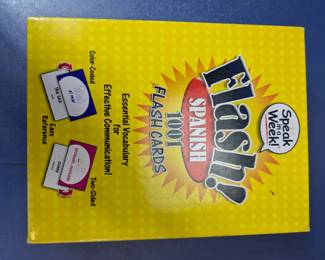 Speak
in a
Week!
Flash!
SPANISH
1001
FLASH CARDS
Essential Vocabulary
for
Effective Communication!
Color-Coded
Easy
Reference
Two-Sided